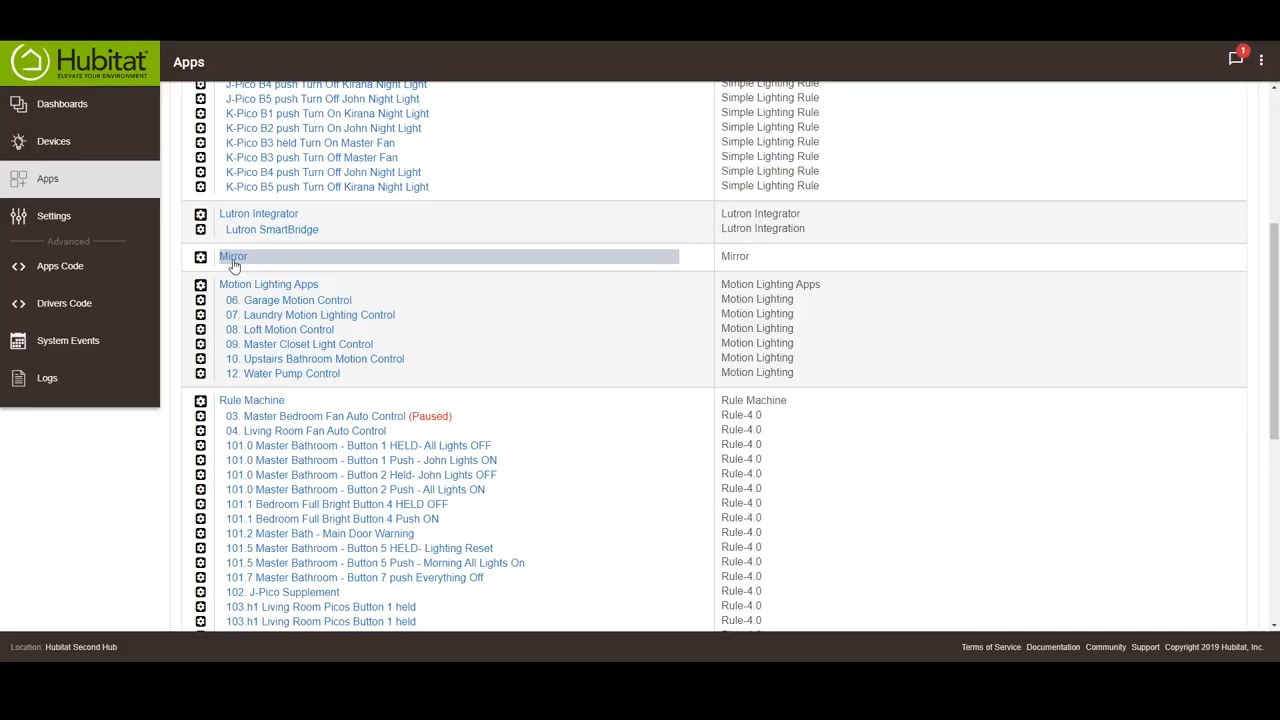 Hubitat
ELEVATE YOUR ENVIRONMENT
Apps
1
Dashboards
Devices
Apps
Settings
Advanced
Apps Code
Drivers Code
System Events
Logs
J-Pico B4 push Turn Off Kirana Night Light Simple Lighting Rule
J-Pico B5 push Turn Off John Night Light Simple Lighting Rule
K-Pico B1 push Turn On Kirana Night Light Simple Lighting Rule
K-Pico B2 push Turn On John Night Light Simple Lighting Rule
K-Pico B3 held Turn On Master Fan Simple Lighting Rule
K-Pico B3 push Turn Off Master Fan Simple Lighting Rule
K-Pico B4 push Turn Off John Night Light Simple Lighting Rule
K-Pico B5 push Turn Off Kirana Night Light Simple Lighting Rule
Lutron Integrator Lutron Integrator
Lutron SmartBridge Lutron Integration
Mirror Mirror
Motion Lighting Apps Motion Lighting Apps
06. Garage Motion Control Motion Lighting
07. Laundry Motion Lighting Control Motion Lighting
08. Loft Motion Control Motion Lighting
09. Master Closet Light Control Motion Lighting
10. Upstairs Bathroom Motion Control Motion Lighting
12. Water Pump Control Motion Lighting
Rule Machine Rule Machine
03. Master Bedroom Fan Auto Control (Paused) Rule-4.0
04. Living Room Fan Auto Control Rule-4.0
101.0 Master Bathroom - Button 1 HELD- All Lights OFF Rule-4.0
101.0 Master Bathroom - Button 1 Push - John Lights ON Rule-4.0
101.0 Master Bathroom - Button 2 Held- John Lights OFF Rule-4.0
101.0 Master Bathroom - Button 2 Push - All Lights ON Rule-4.0
101.1 Bedroom Full Bright Button 4 HELD OFF Rule-4.0
101.1 Bedroom Full Bright Button 4 Push ON Rule-4.0
101.2 Master Bath - Main Door Warning Rule-4.0
101.5 Master Bathroom - Button 5 HELD- Lighting Reset Rule-4.0
101.5 Master Bathroom - Button 5 Push - Morning All Lights On Rule-4.0
101.7 Master Bathroom - Button 7 push Everything Off Rule-4.0
102. J-Pico Supplement Rule-4.0
103.h1 Living Room Picos Button 1 held Rule-4.0
103.h1 Living Room Picos Button 1 held Rule-4.0
Location: Hubitat Second Hub
Terms of Service Documentation Community Support Copyright 2019 Hubitat, Inc.